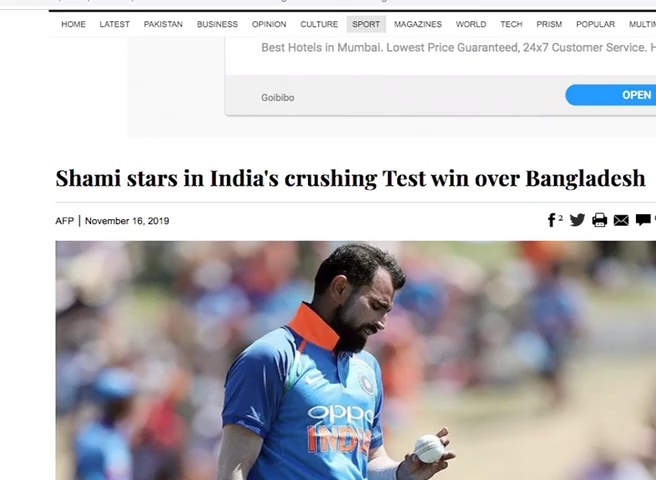 HOME LATEST PAKISTAN BUSINESS OPINION CULTURE SPORT MAGAZINES WORLD TECH PRISM POPULAR
Best Hotels in Mumbai. Lowest Price Guaranteed, 24x7 Customer Service.
Goibibo
OPEN
Shami stars in India's crushing Test win over Bangladesh
AFP | November 16, 2019
2
oppo